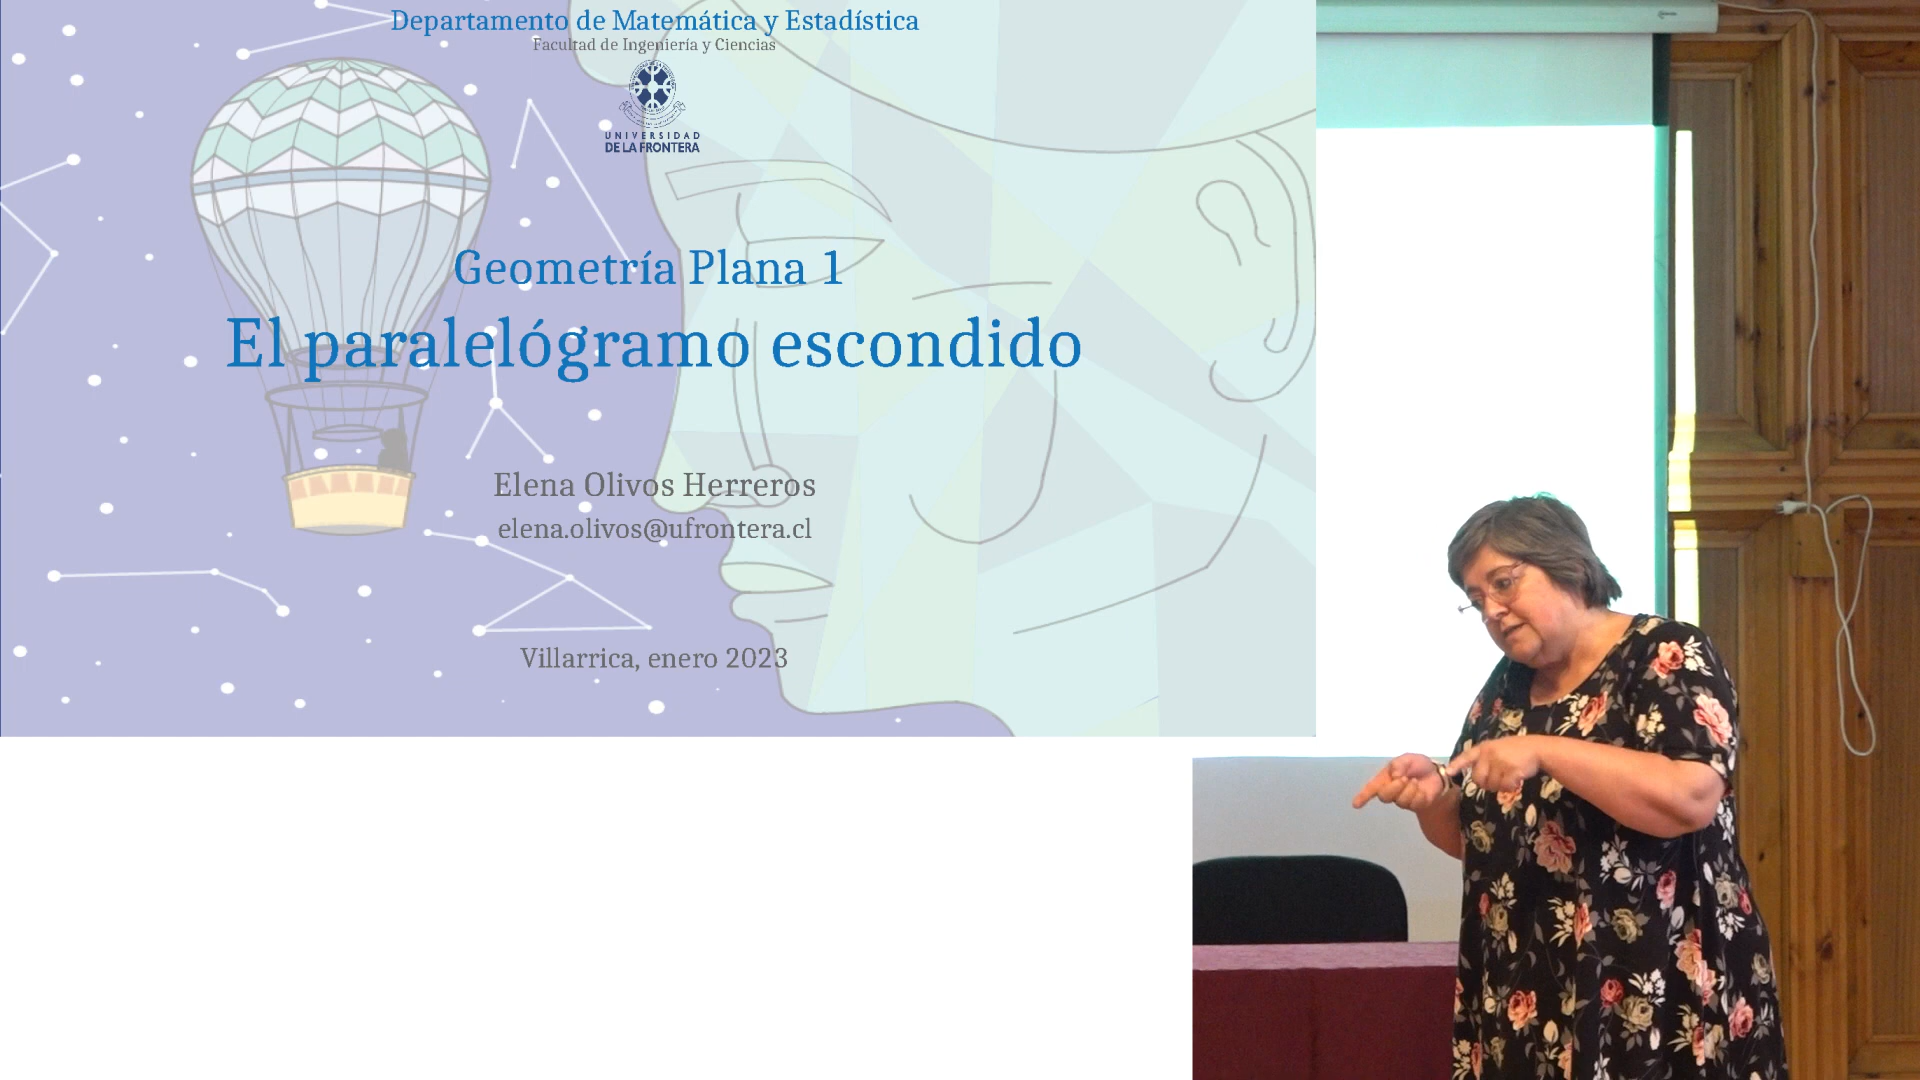 Departamento de Matemática y Estadística
Facultad de Ingeniería y Ciencias
UNIVERSIDAD
DE LA FRONTERA
Geometría Plana 1
El paralelógramo escondido
Elena Olivos Herreros
elena.olivos@ufrontera.cl
Villarrica, enero 2023